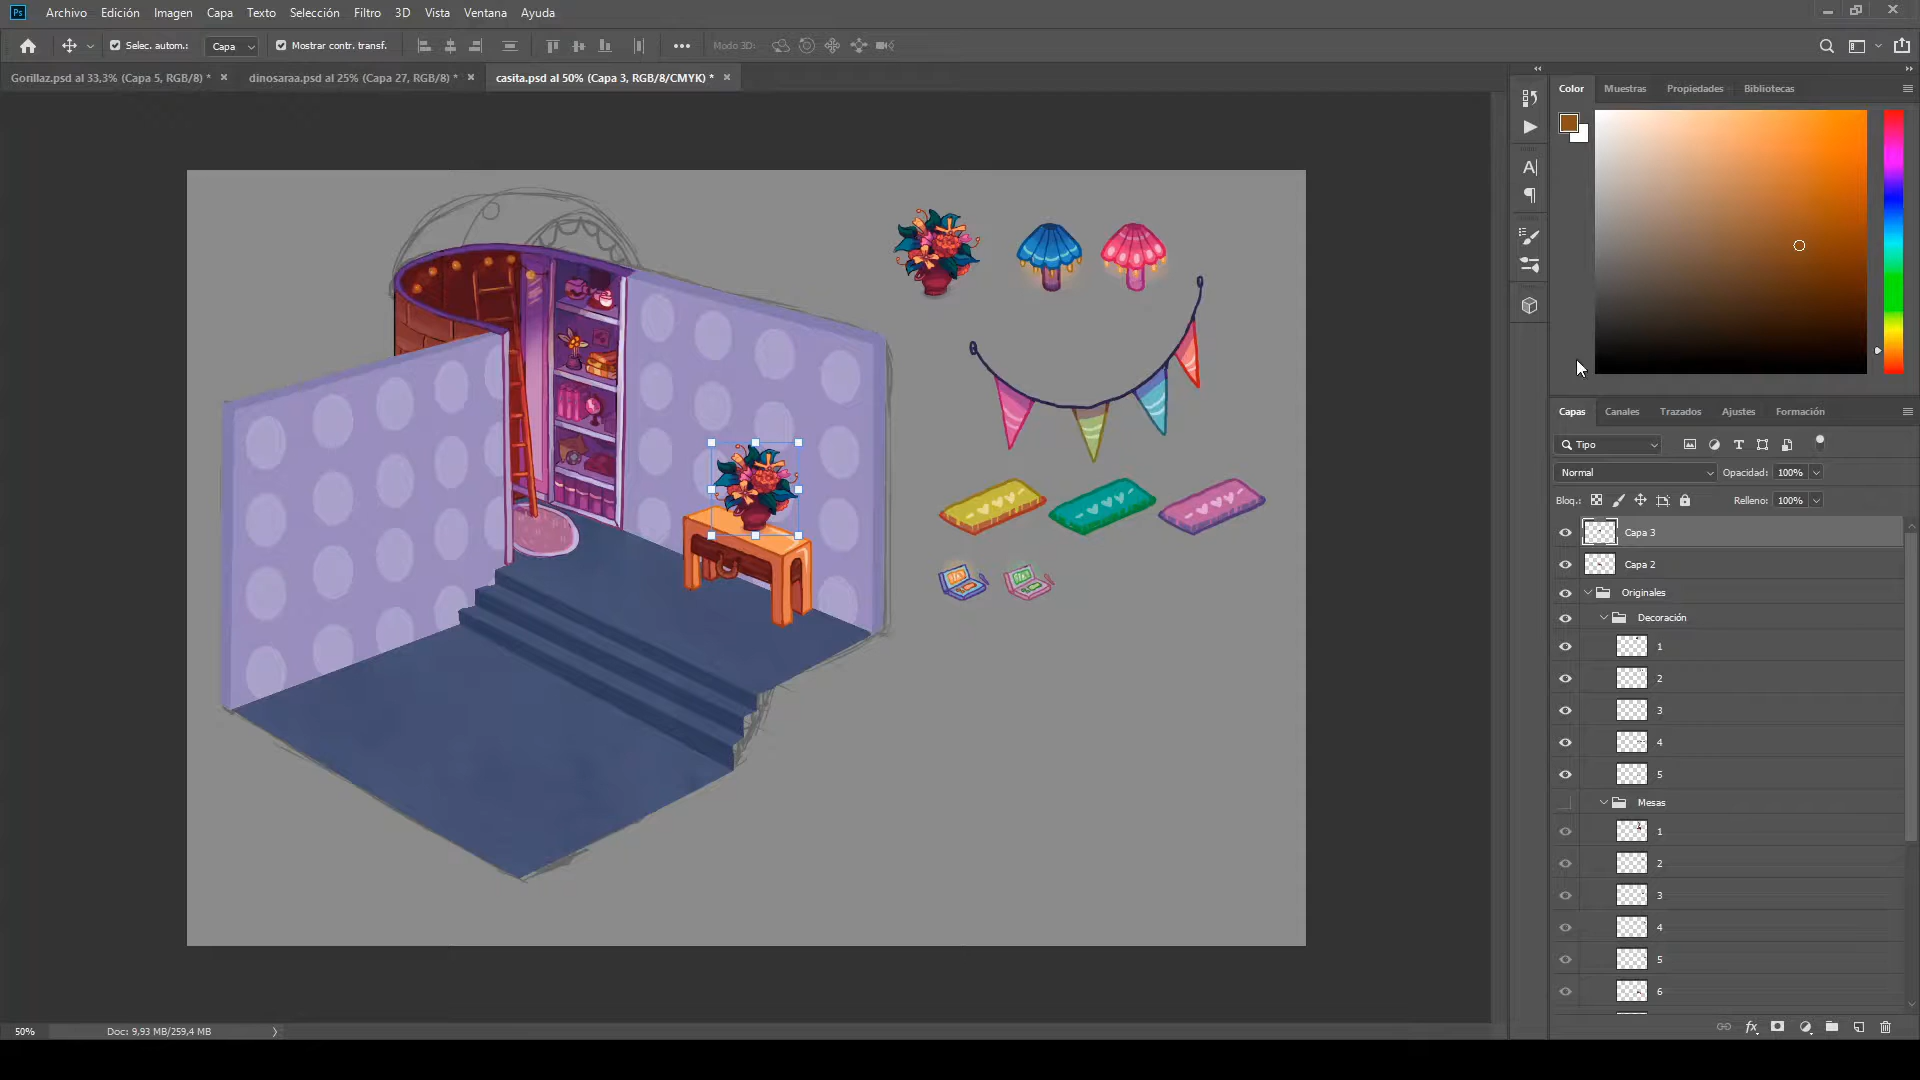 Ps Archivo Edición Imagen Capa Texto Selección Filtro 3D Vista Ventana Ayuda
Selec. autom.: Capa Mostrar contr. transf. Modo 3D:
Gorillaz.psd al 33,3% (Capa 5, RGB/8) * dinosaraa.psd al 25% (Capa 27, RGB/8) * casita.psd al 50% (Capa 3, RGB/8/CMYK) *
Color Muestras Propiedades Bibliotecas
Capas Canales Trazados Ajustes Formación
Tipo
Normal Opacidad: 100%
Bloq.: Relleno: 100%
Capa 3
Capa 2
Originales
Decoración
1
2
3
4
5
Mesas
1
2
3
4
5
6
50% Doc: 9,93 MB/259,4 MB